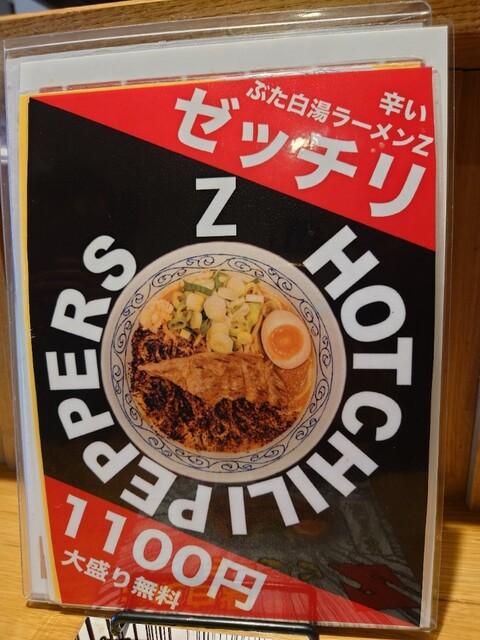 辛い
ぶた白湯ラーメンZ
ゼッチリ
Z HOT CHILI PEPPERS
1100円
大盛り無料